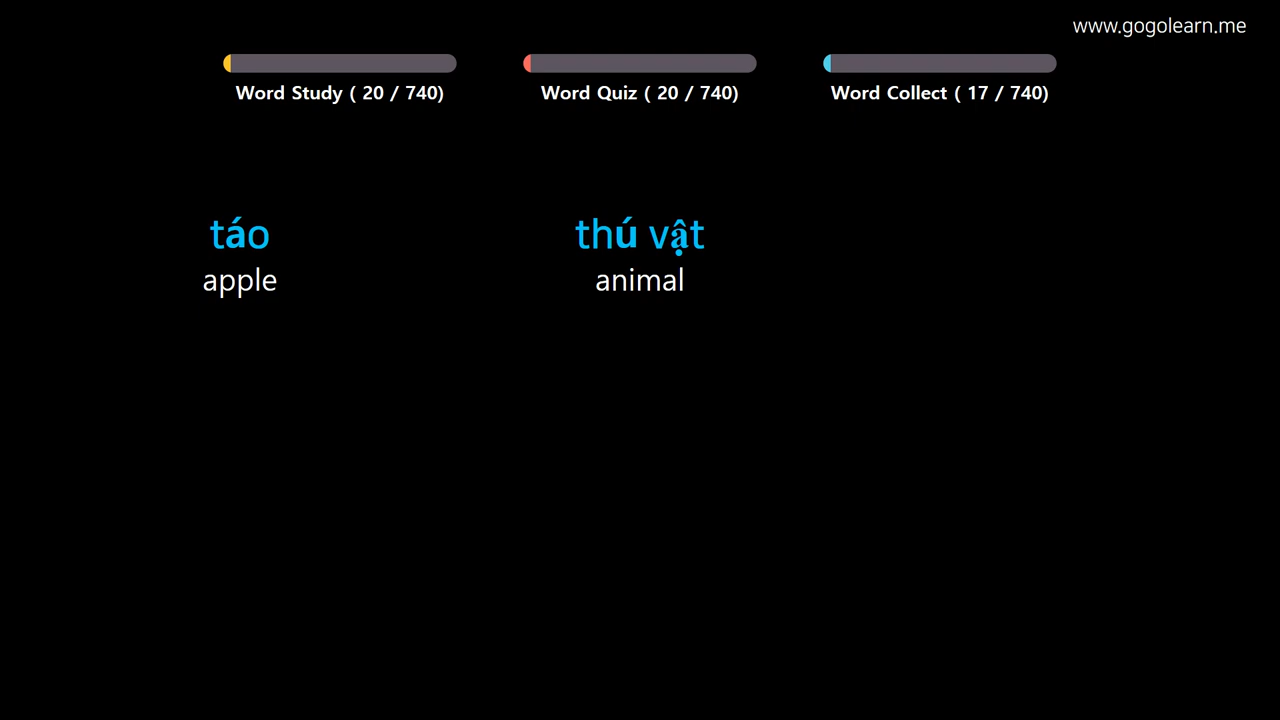 www.gogolearn.me
Word Study ( 20 / 740)
Word Quiz ( 20 / 740)
Word Collect ( 17 / 740)
táo
apple
thú vật
animal